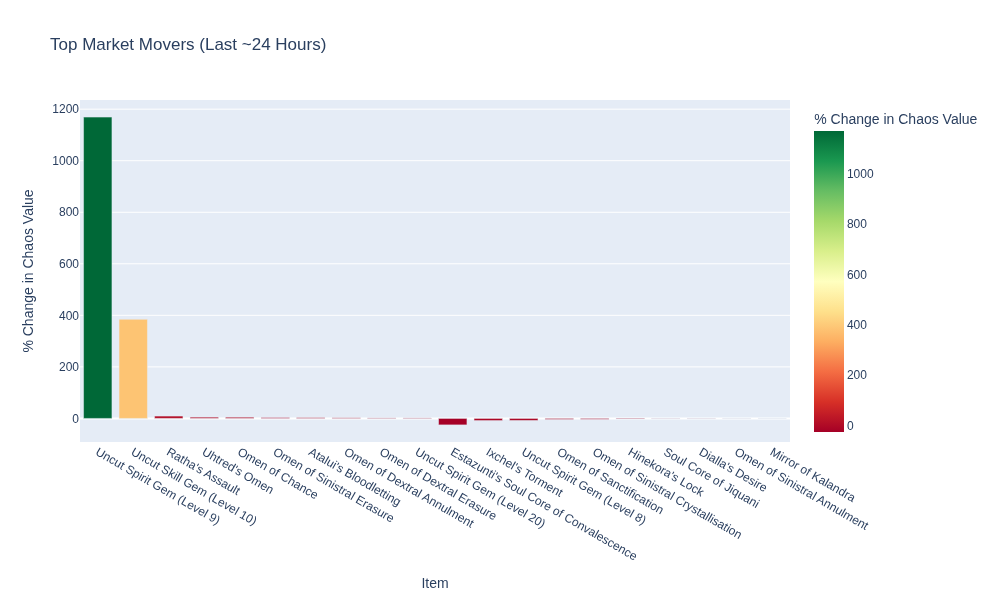 Top Market Movers (Last ~24 Hours)
% Change in Chaos Value
1200
1000
800
600
400
200
0
% Change in Chaos Value
1000
800
600
400
200
0
Uncut Spirit Gem (Level 9)
Uncut Skill Gem (Level 10)
Ratha's Assault
Uhtred's Omen
Omen of Chance
Omen of Sinistral Erasure
Atalui's Bloodletting
Omen of Dextral Annulment
Omen of Dextral Erasure
Uncut Spirit Gem (Level 20)
Estazunti's Soul Core of Convalescence
Ixchel's Torment
Uncut Spirit Gem (Level 8)
Omen of Sanctification
Omen of Sinistral Crystallisation
Hinekora's Lock
Soul Core of Jiquani
Dialla's Desire
Omen of Sinistral Annulment
Mirror of Kalandra
Item